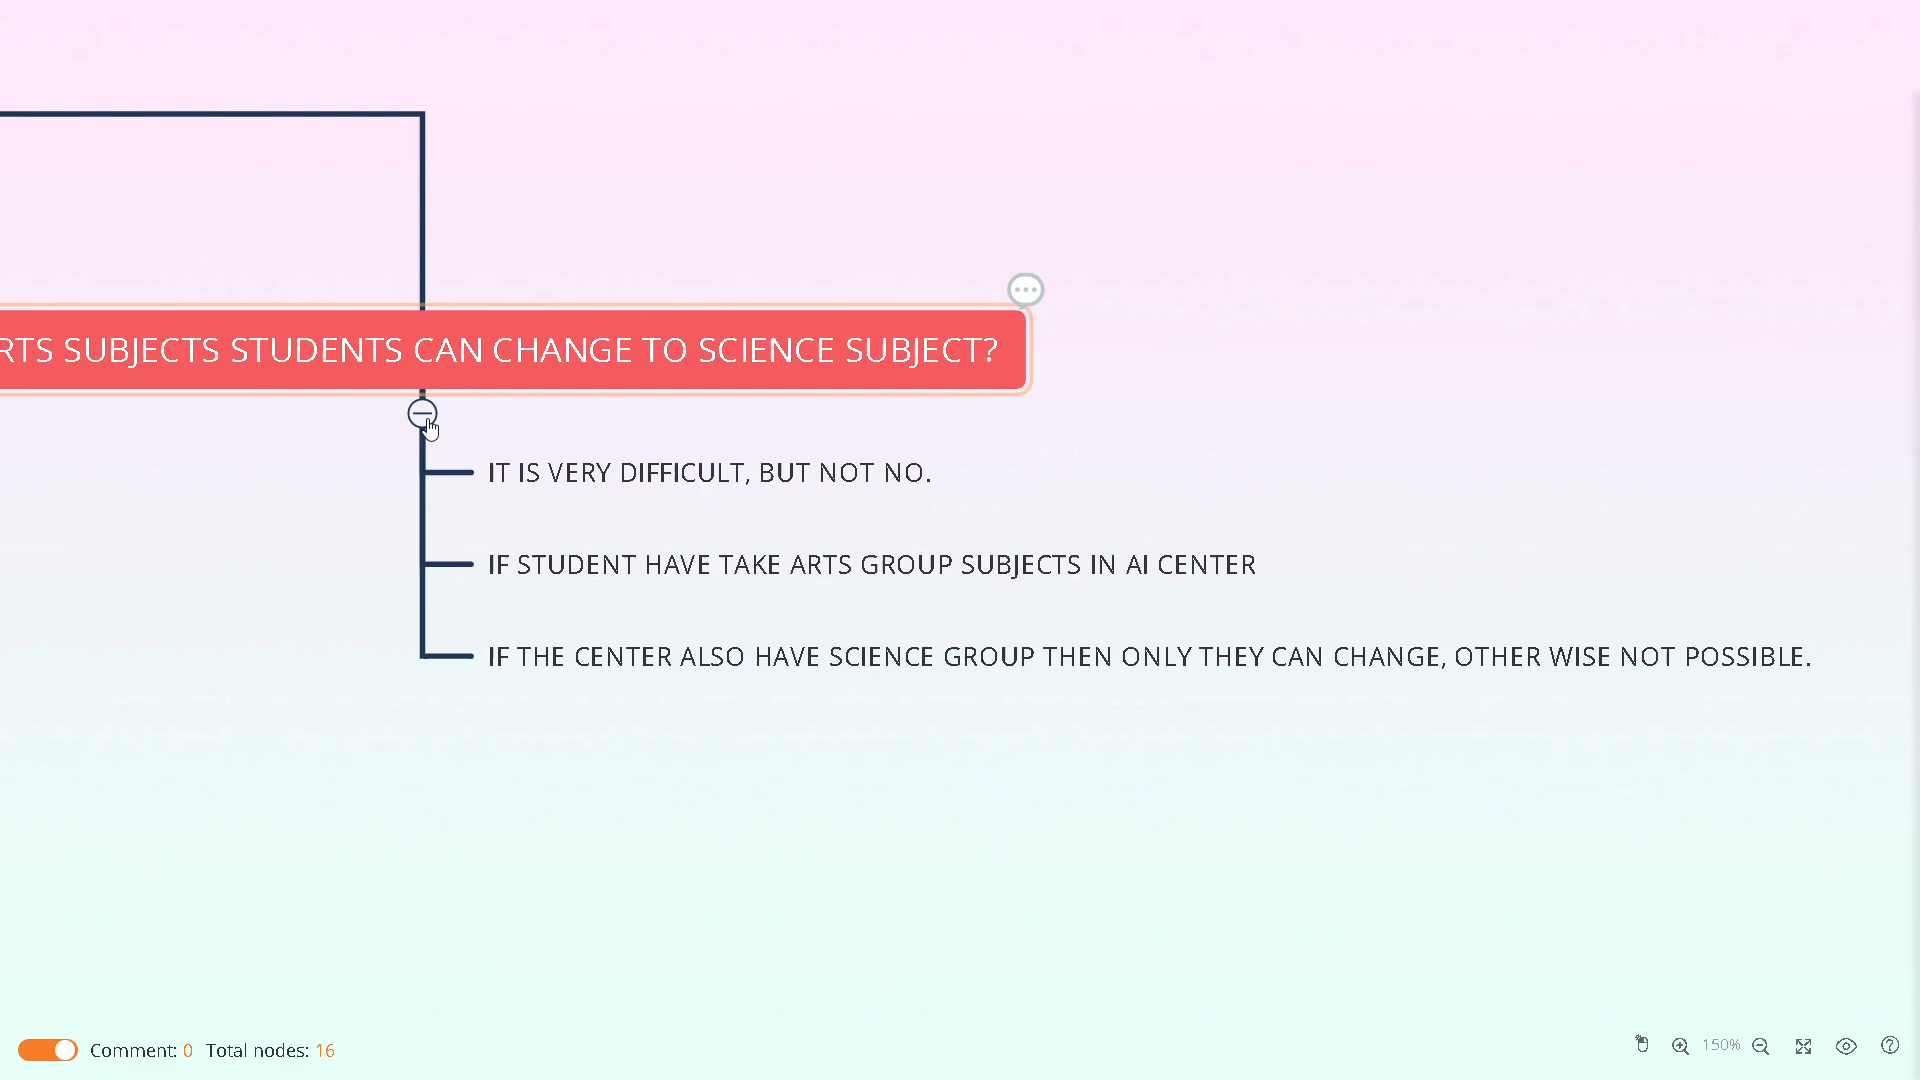 SUBJECTS STUDENTS CAN CHANGE TO SCIENCE SUBJECT?
IT IS VERY DIFFICULT, BUT NOT NO.
IF STUDENT HAVE TAKE ARTS GROUP SUBJECTS IN AI CENTER
IF THE CENTER ALSO HAVE SCIENCE GROUP THEN ONLY THEY CAN CHANGE, OTHER WISE NOT POSSIBLE.
Comment: 0 Total nodes: 16
150%